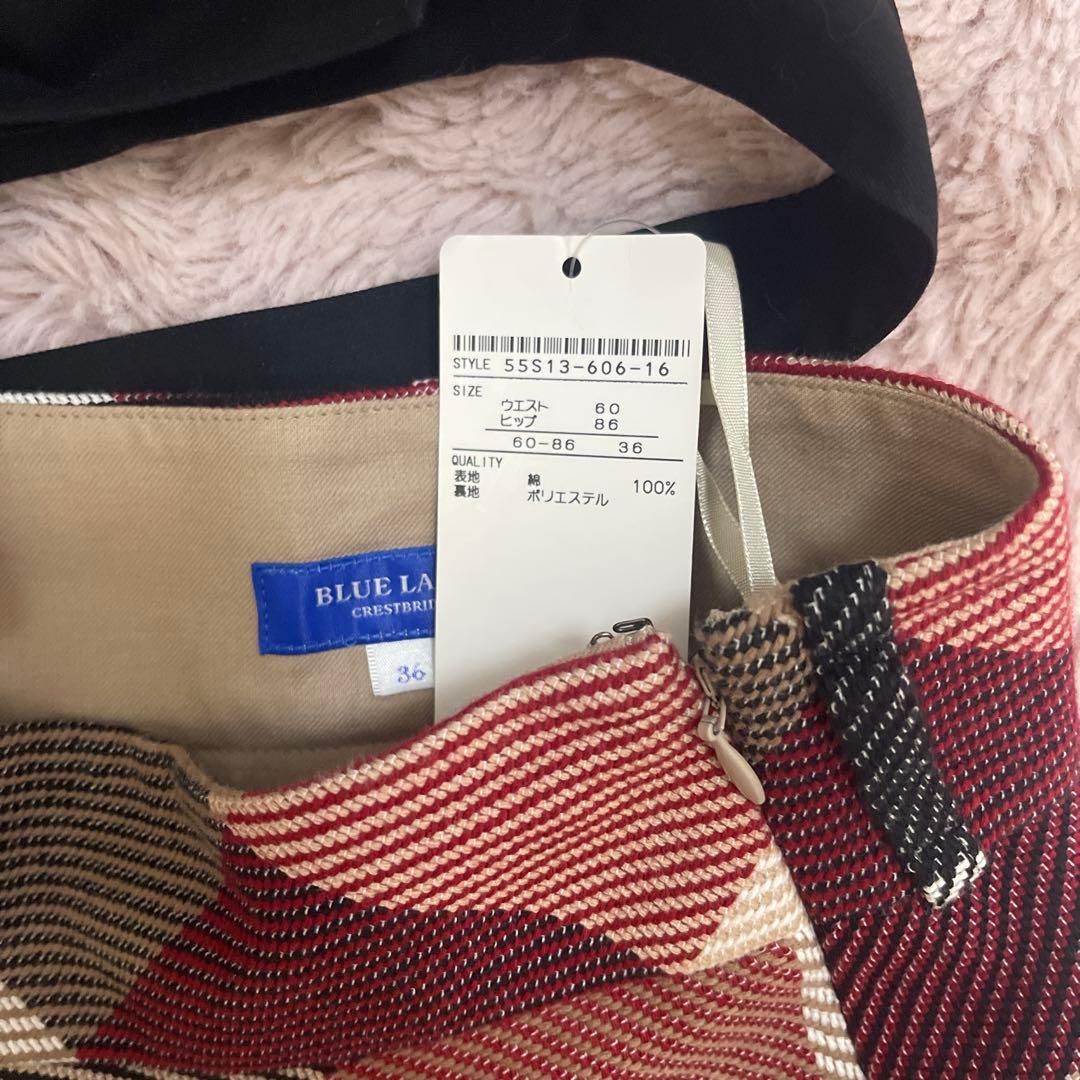 STYLE 55S13-606-16
SIZE
ウエスト 60
ヒップ 86
60-86 36
QUALITY
表地 綿 100%
裏地 ポリエステル
BLUE LA
CRESTBRID
36